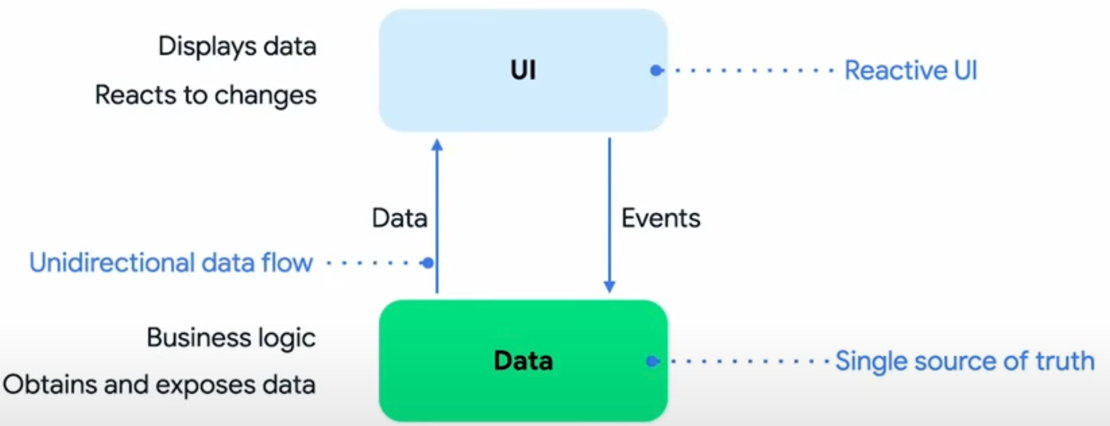 Displays data
UI
Reactive UI
Reacts to changes
Data
Events
Unidirectional data flow
Business logic
Data
Single source of truth
Obtains and exposes data